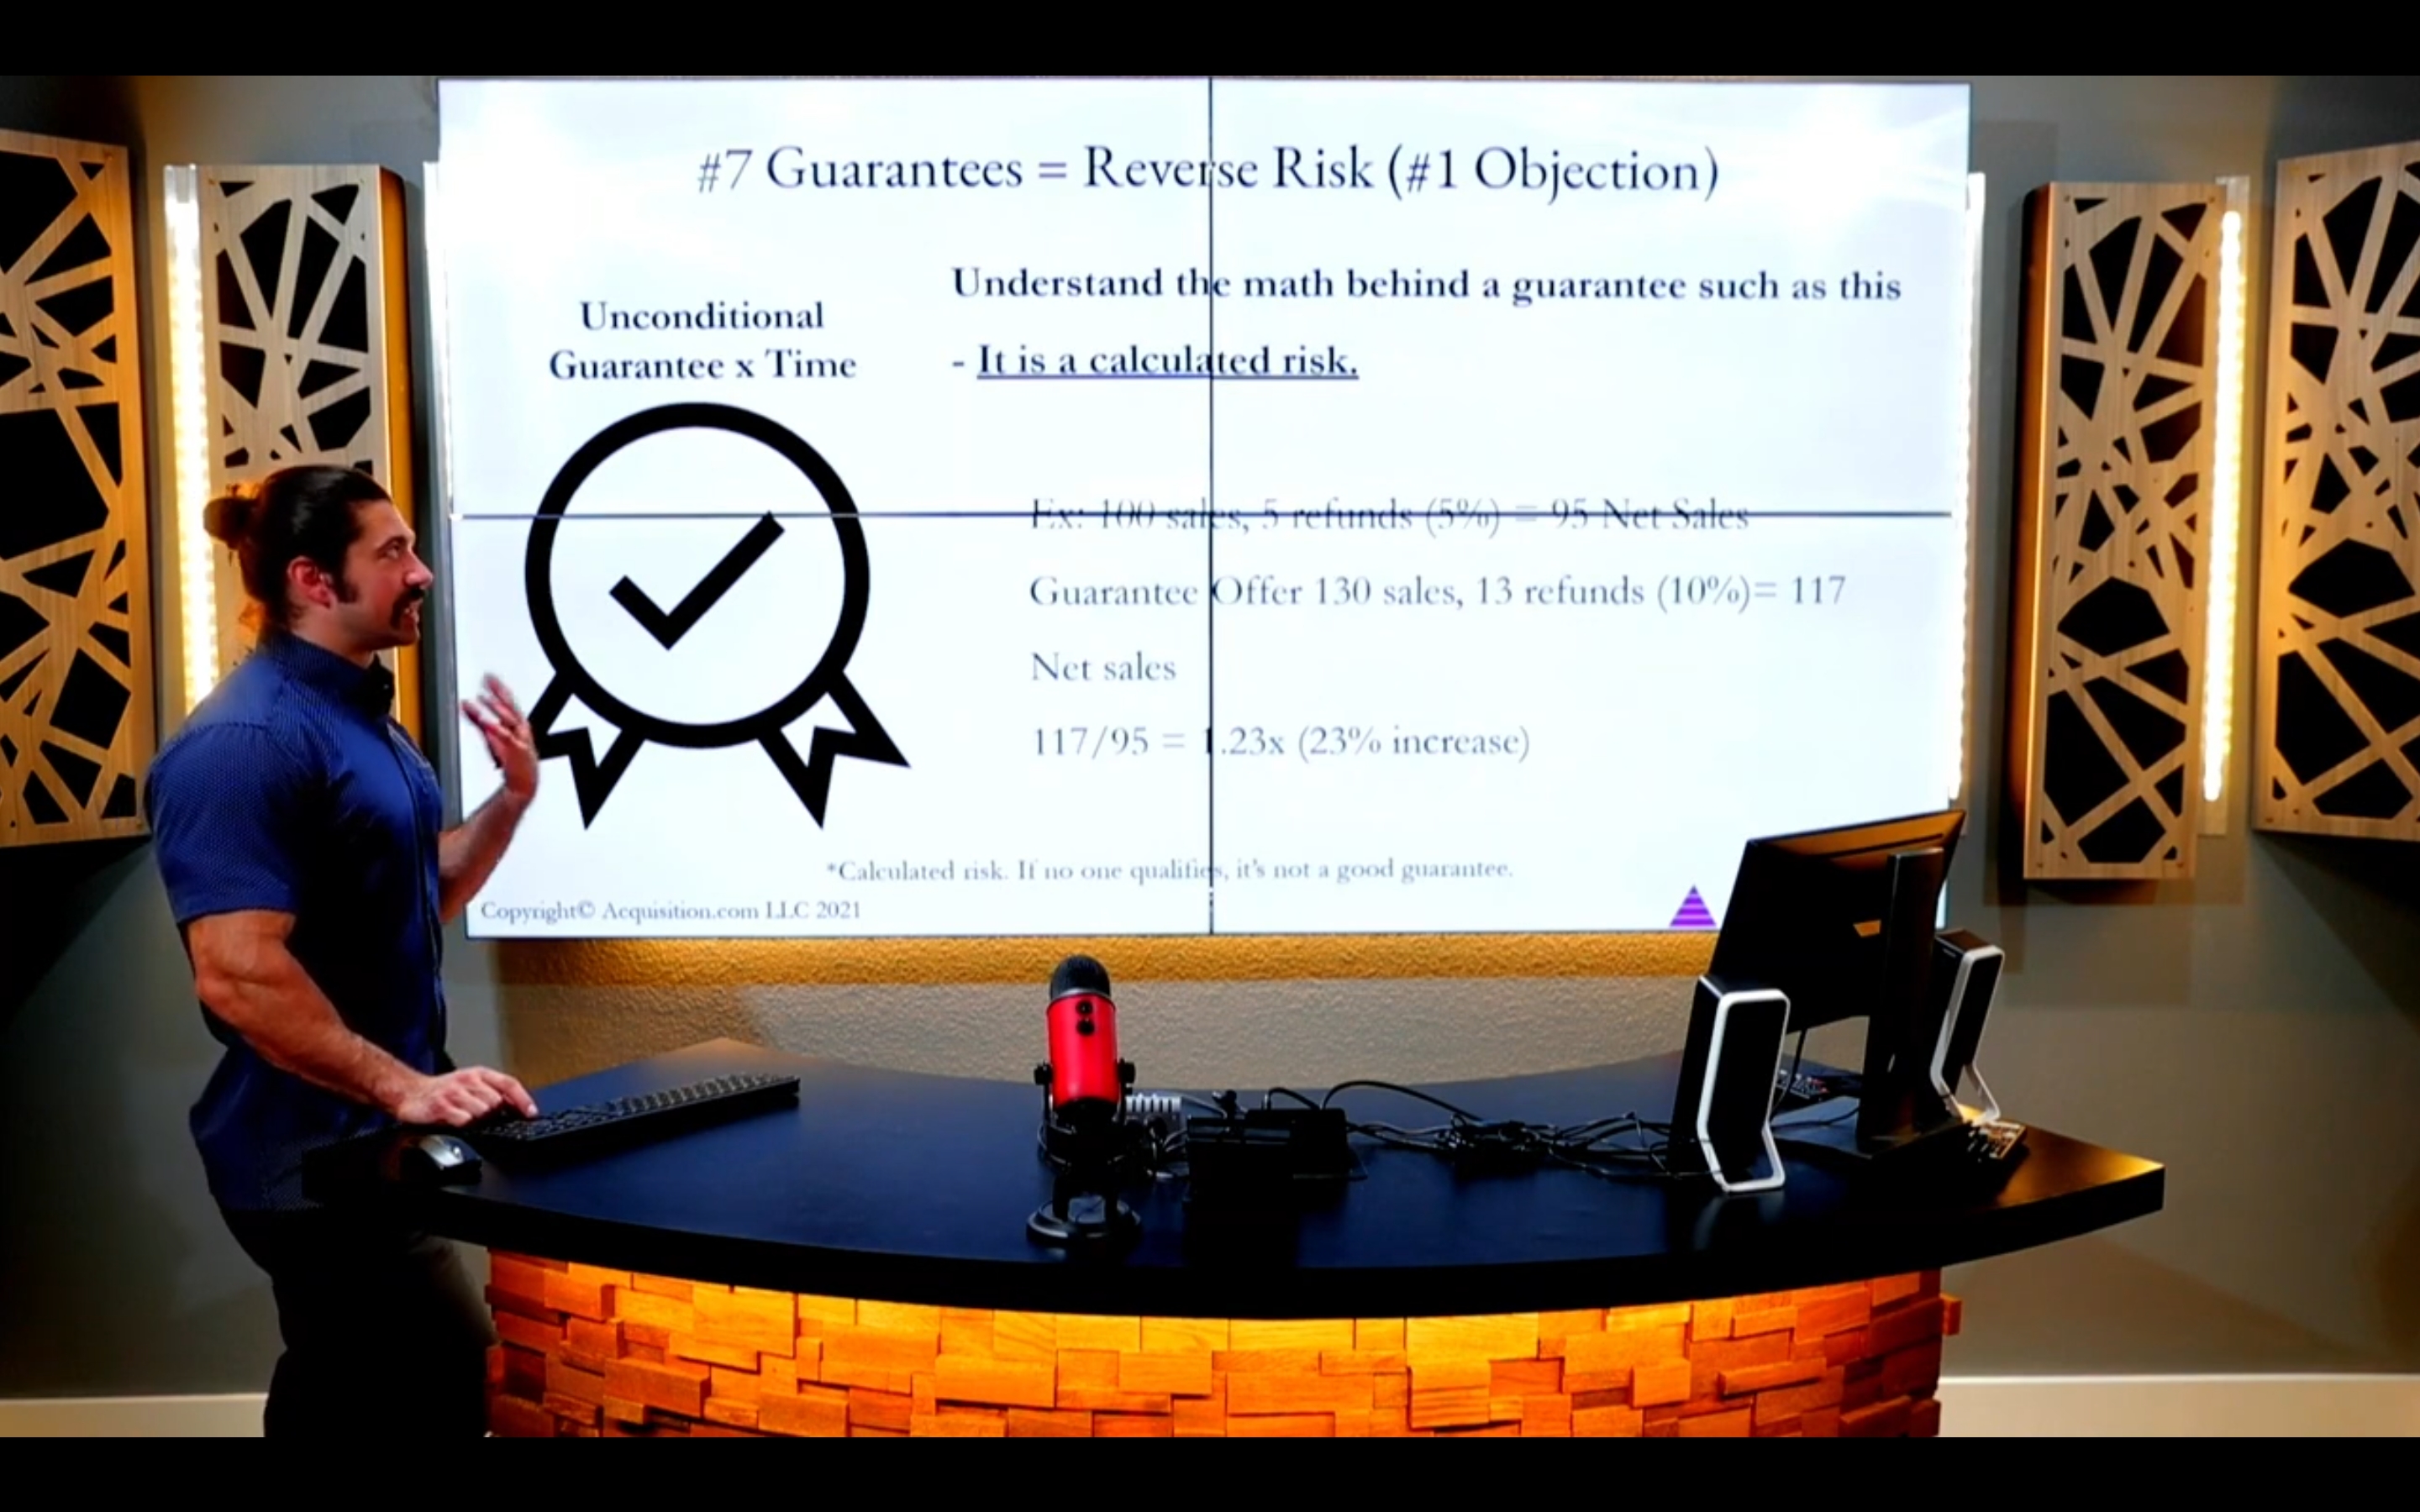 #7 Guarantees = Reverse Risk (#1 Objection)
Unconditional
Guarantee x Time
Understand the math behind a guarantee such as this
- It is a calculated risk.
Ex: 100 sales, 5 refunds (5%) = 95 Net Sales
Guarantee Offer 130 sales, 13 refunds (10%)= 117
Net sales
117/95 = 1.23x (23% increase)
*Calculated risk. If no one qualifies, it's not a good guarantee.
Copyright© Acquisition.com LLC 2021